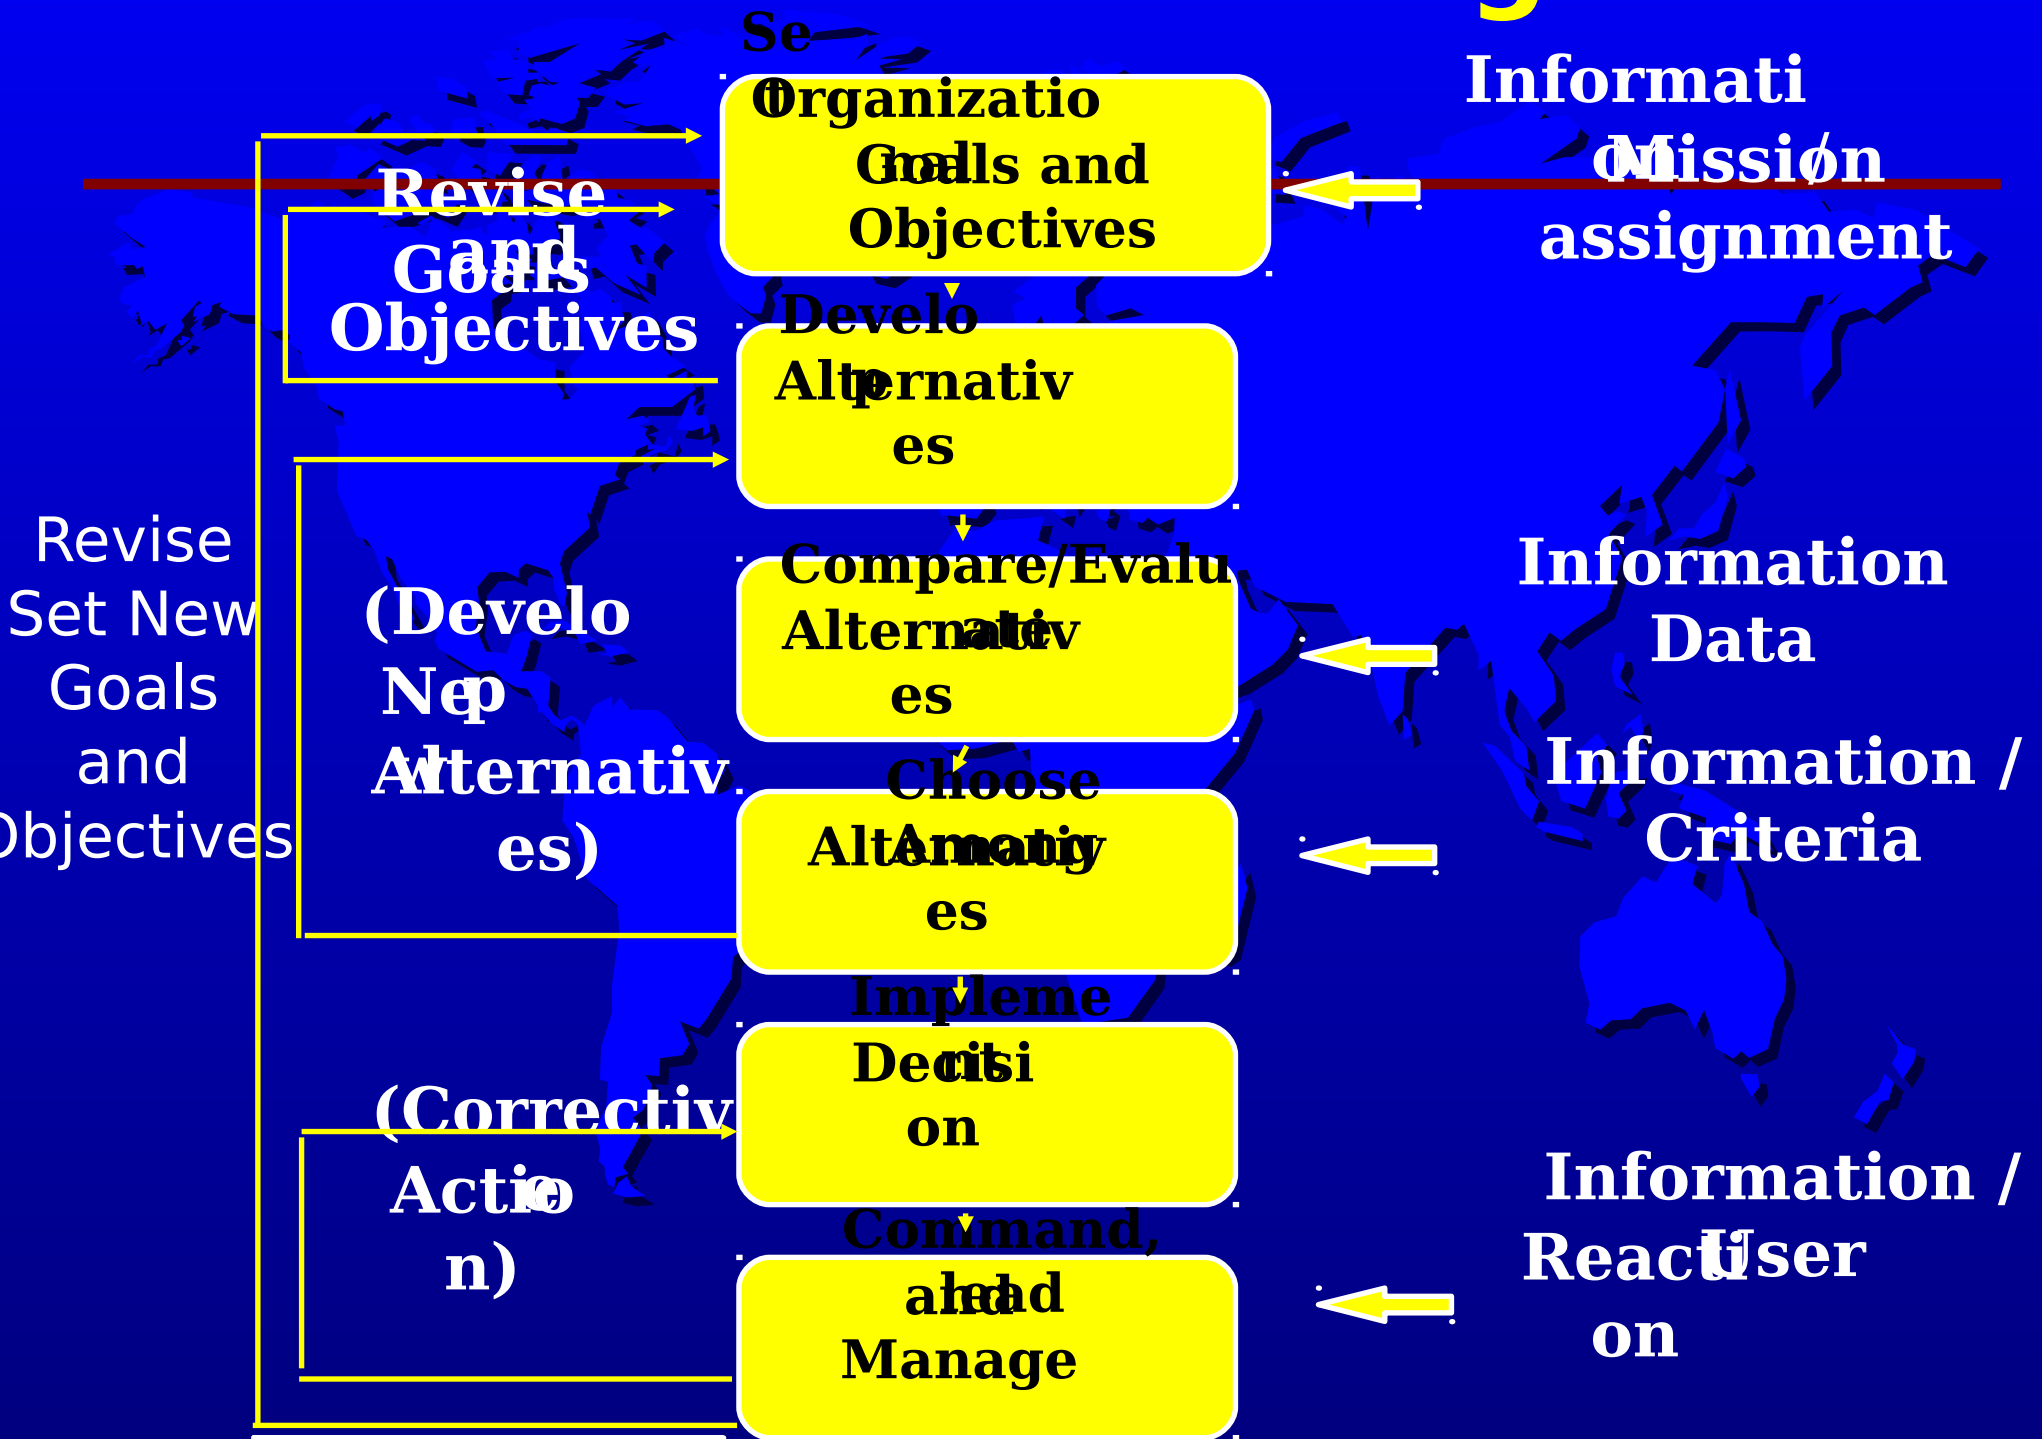 Set
Organizational
Goals and
Objectives
Information /
Mission
assignment
Revise
and
Goals
Objectives
Develop
Alternatives
Revise
Set New
Goals
and
Objectives
(Develop
New
Alternatives)
Compare/Evaluate
Alternatives
Information
Data
Choose
Among
Alternatives
Information /
Criteria
Implement
Decision
(Corrective
Action)
Command,
lead
and
Manage
Information /
User
Reaction